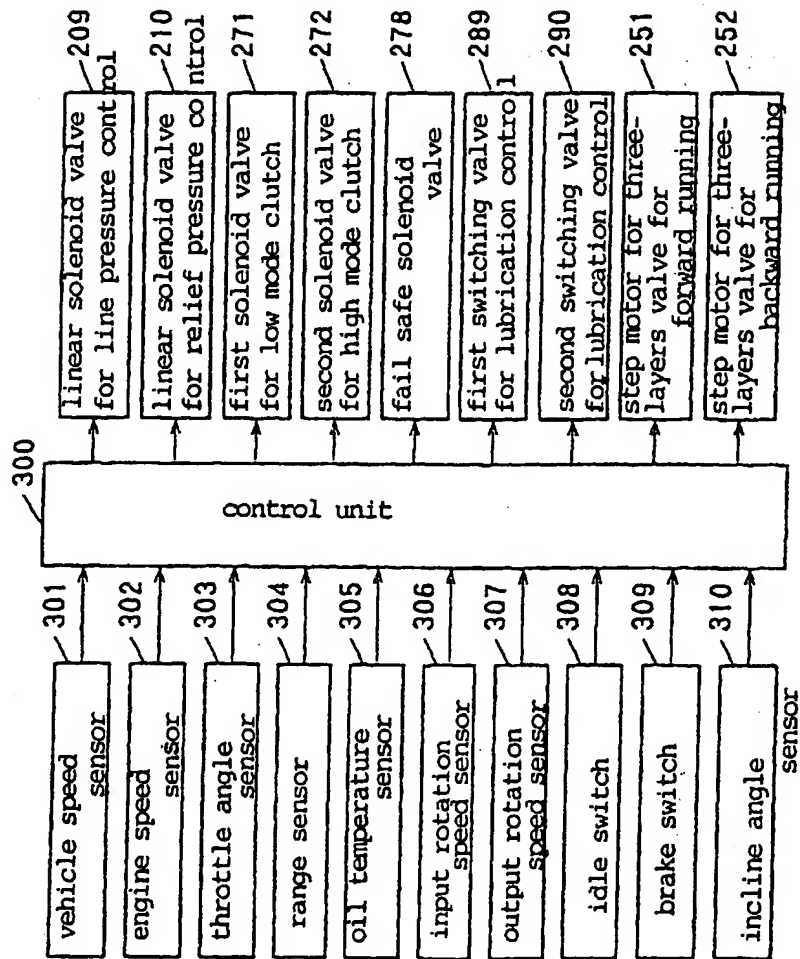 300
control unit
301
vehicle speed
sensor
302
engine speed
sensor
303
throttle angle
sensor
304
range sensor
305
oil temperature
sensor
306
input rotation
speed sensor
307
output rotation
speed sensor
308
idle switch
309
brake switch
310
incline angle
sensor
linear solenoid valve
for line pressure control
209
linear solenoid valve
for relief pressure control
210
first solenoid valve
for low mode clutch
271
second solenoid valve
for high mode clutch
272
fail safe solenoid
valve
278
first switching valve
for lubrication control
289
second switching valve
for lubrication control
290
step motor for three-
layers valve for
forward running
251
step motor for three-
layers valve for
backward running
252